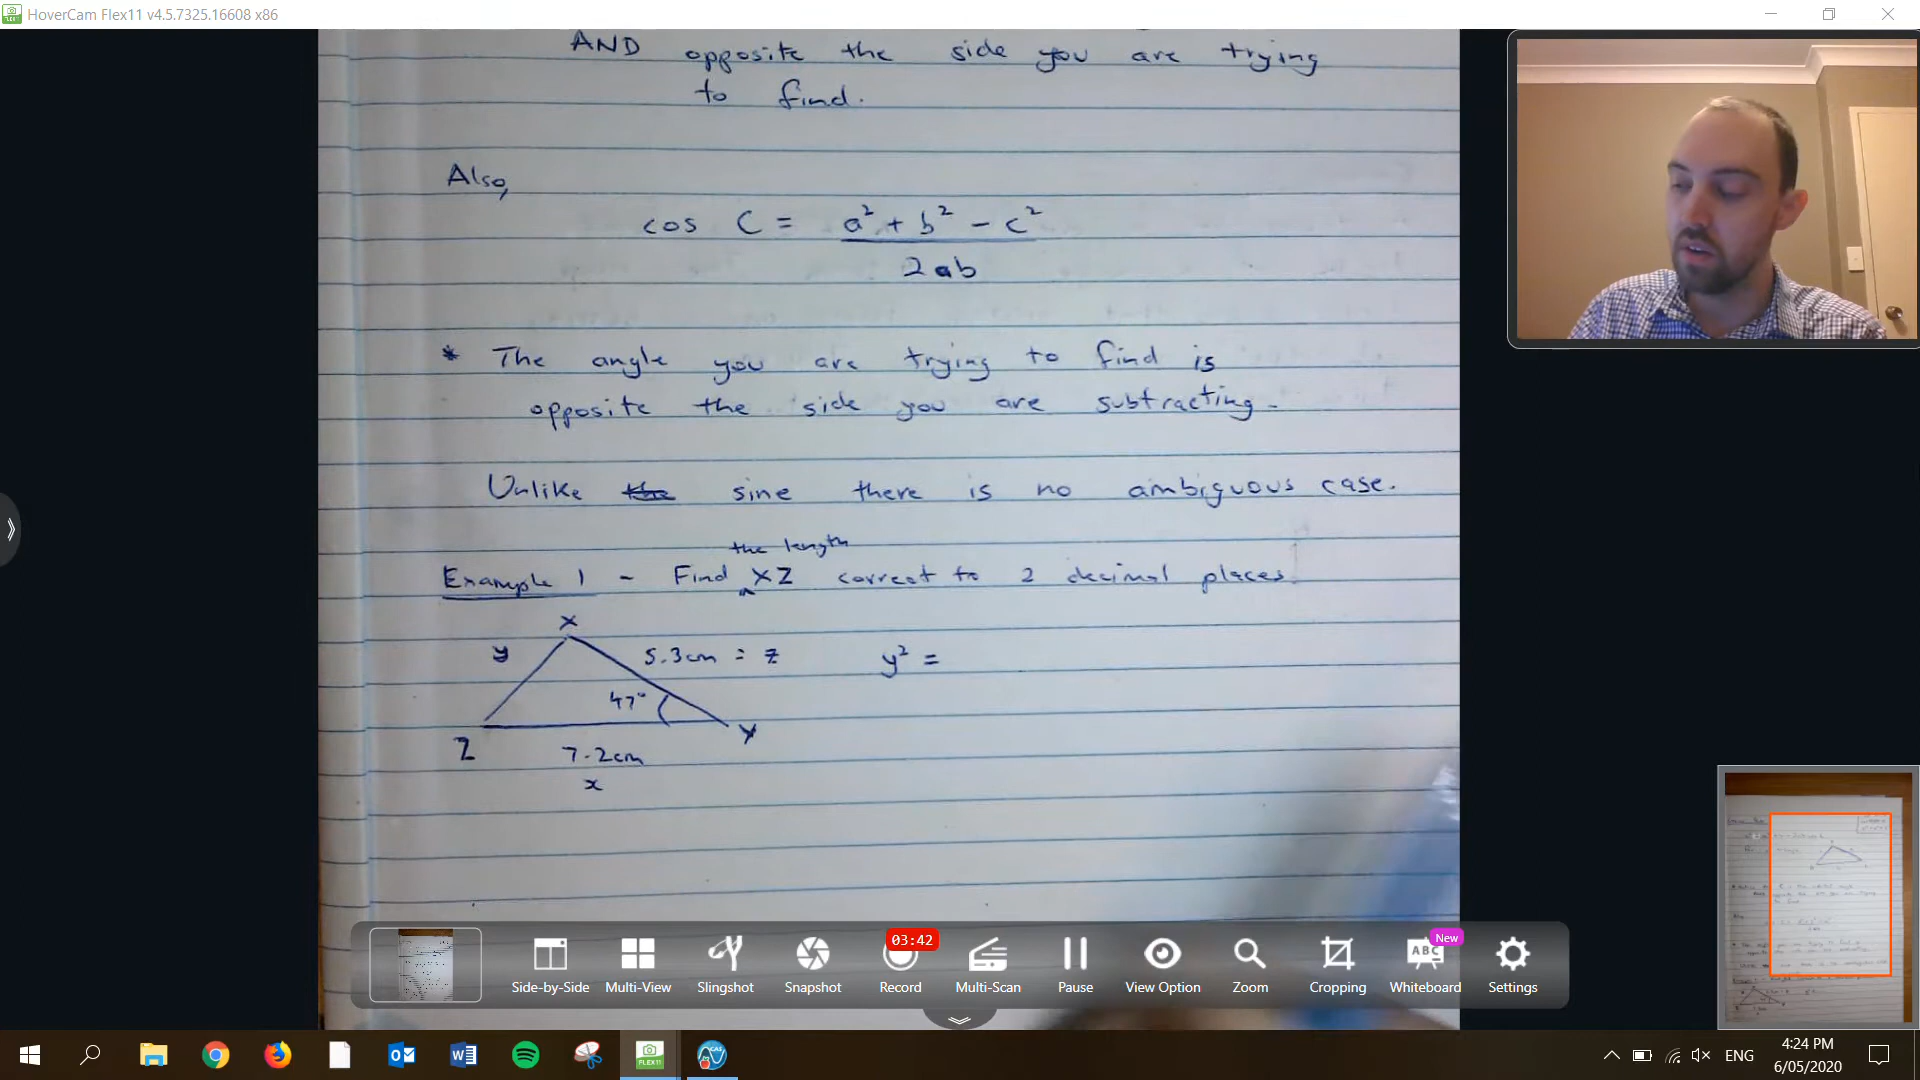 HoverCam Flex11 v4.5.7325.16608 x86
AND opposite the side you are trying
to find.
Also,
cos C = a² + b² - c²
2ab
* The angle you are trying to find is
opposite the side you are subtracting.
Unlike the sine there is no ambiguous case.
the length
Example 1 - Find ^ XZ correct to 2 decimal places.
X
y 5.3cm = z y² =
47°
Z Y
7.2cm
x
03:42
New
ABC
Side-by-Side Multi-View Slingshot Snapshot Record Multi-Scan Pause View Option Zoom Cropping Whiteboard Settings
FLEX11
CAS
ENG
4:24 PM
6/05/2020